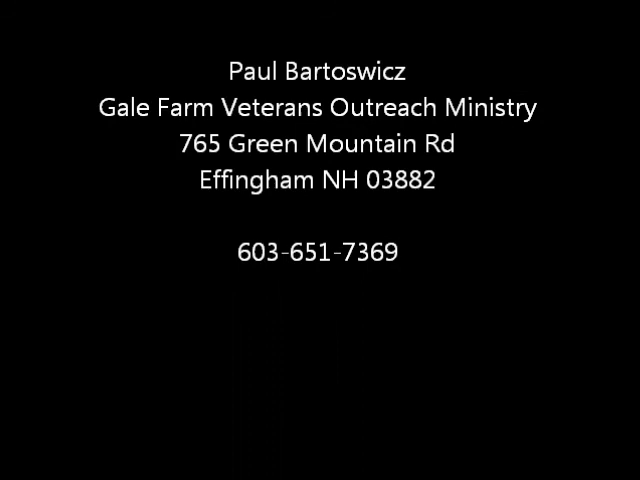 Paul Bartoswicz
Gale Farm Veterans Outreach Ministry
765 Green Mountain Rd
Effingham NH 03882
603-651-7369